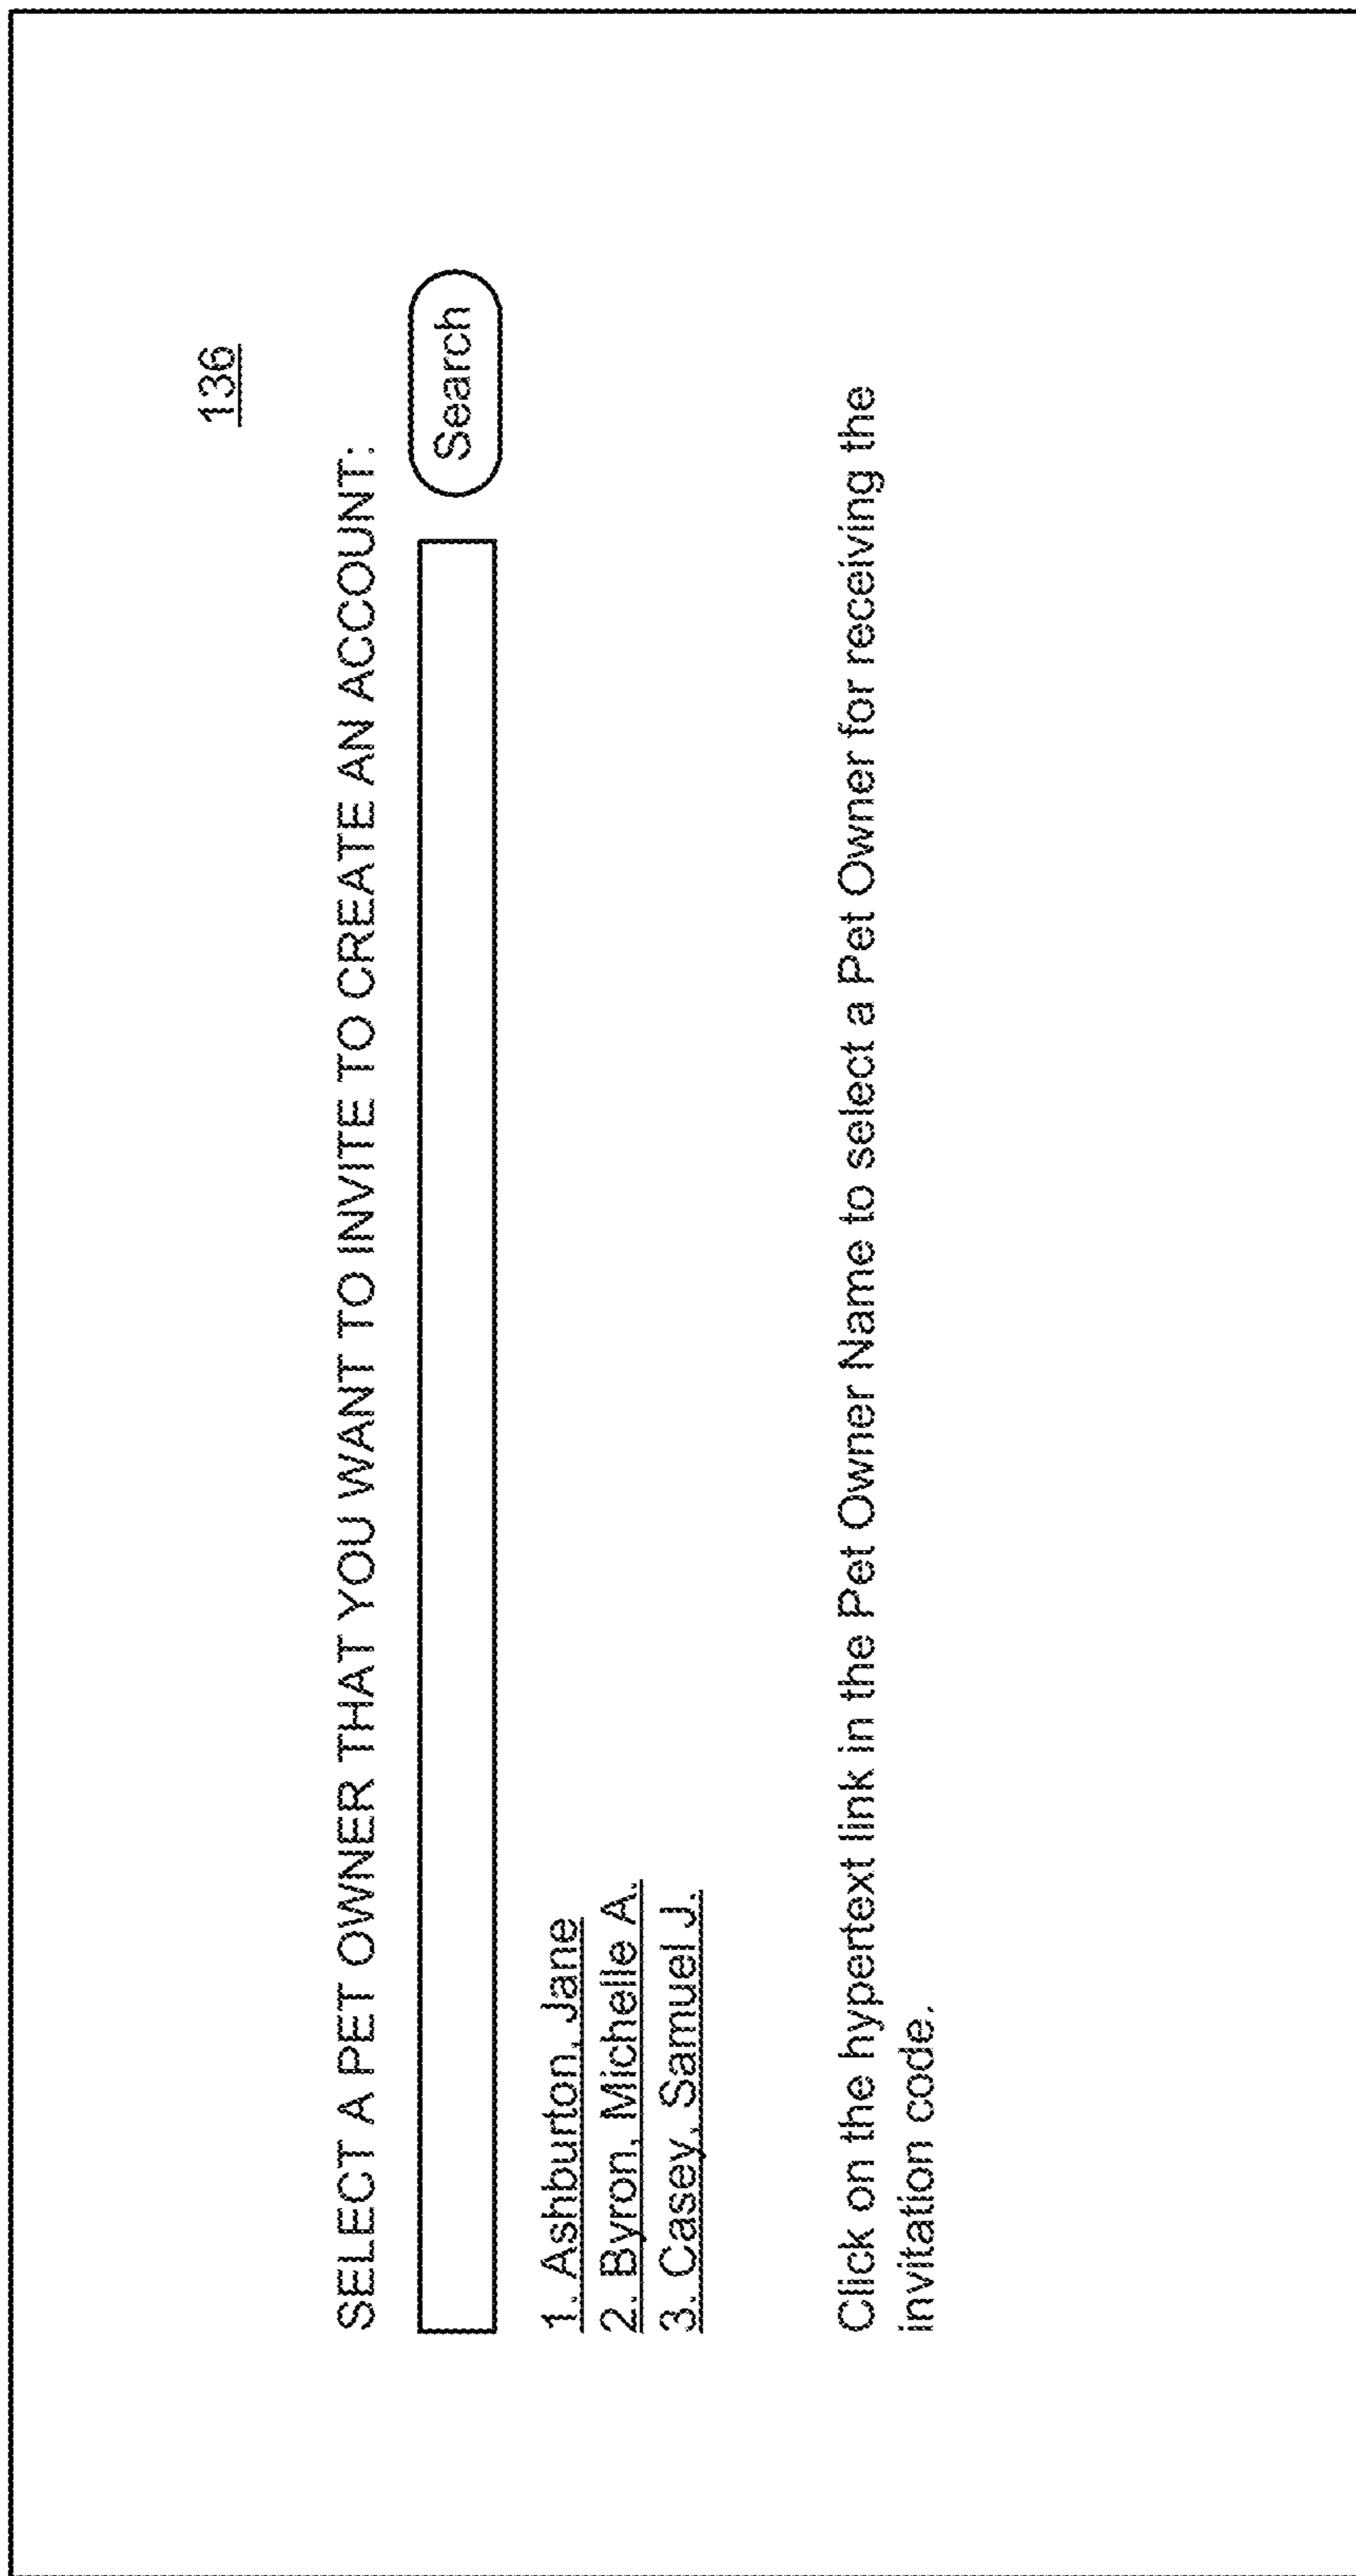 136
SELECT A PET OWNER THAT YOU WANT TO INVITE TO CREATE AN ACCOUNT:
Search
1. Ashburton, Jane
2. Byron, Michelle A.
3. Casey, Samuel J.
Click on the hypertext link in the Pet Owner Name to select a Pet Owner for receiving the
invitation code.